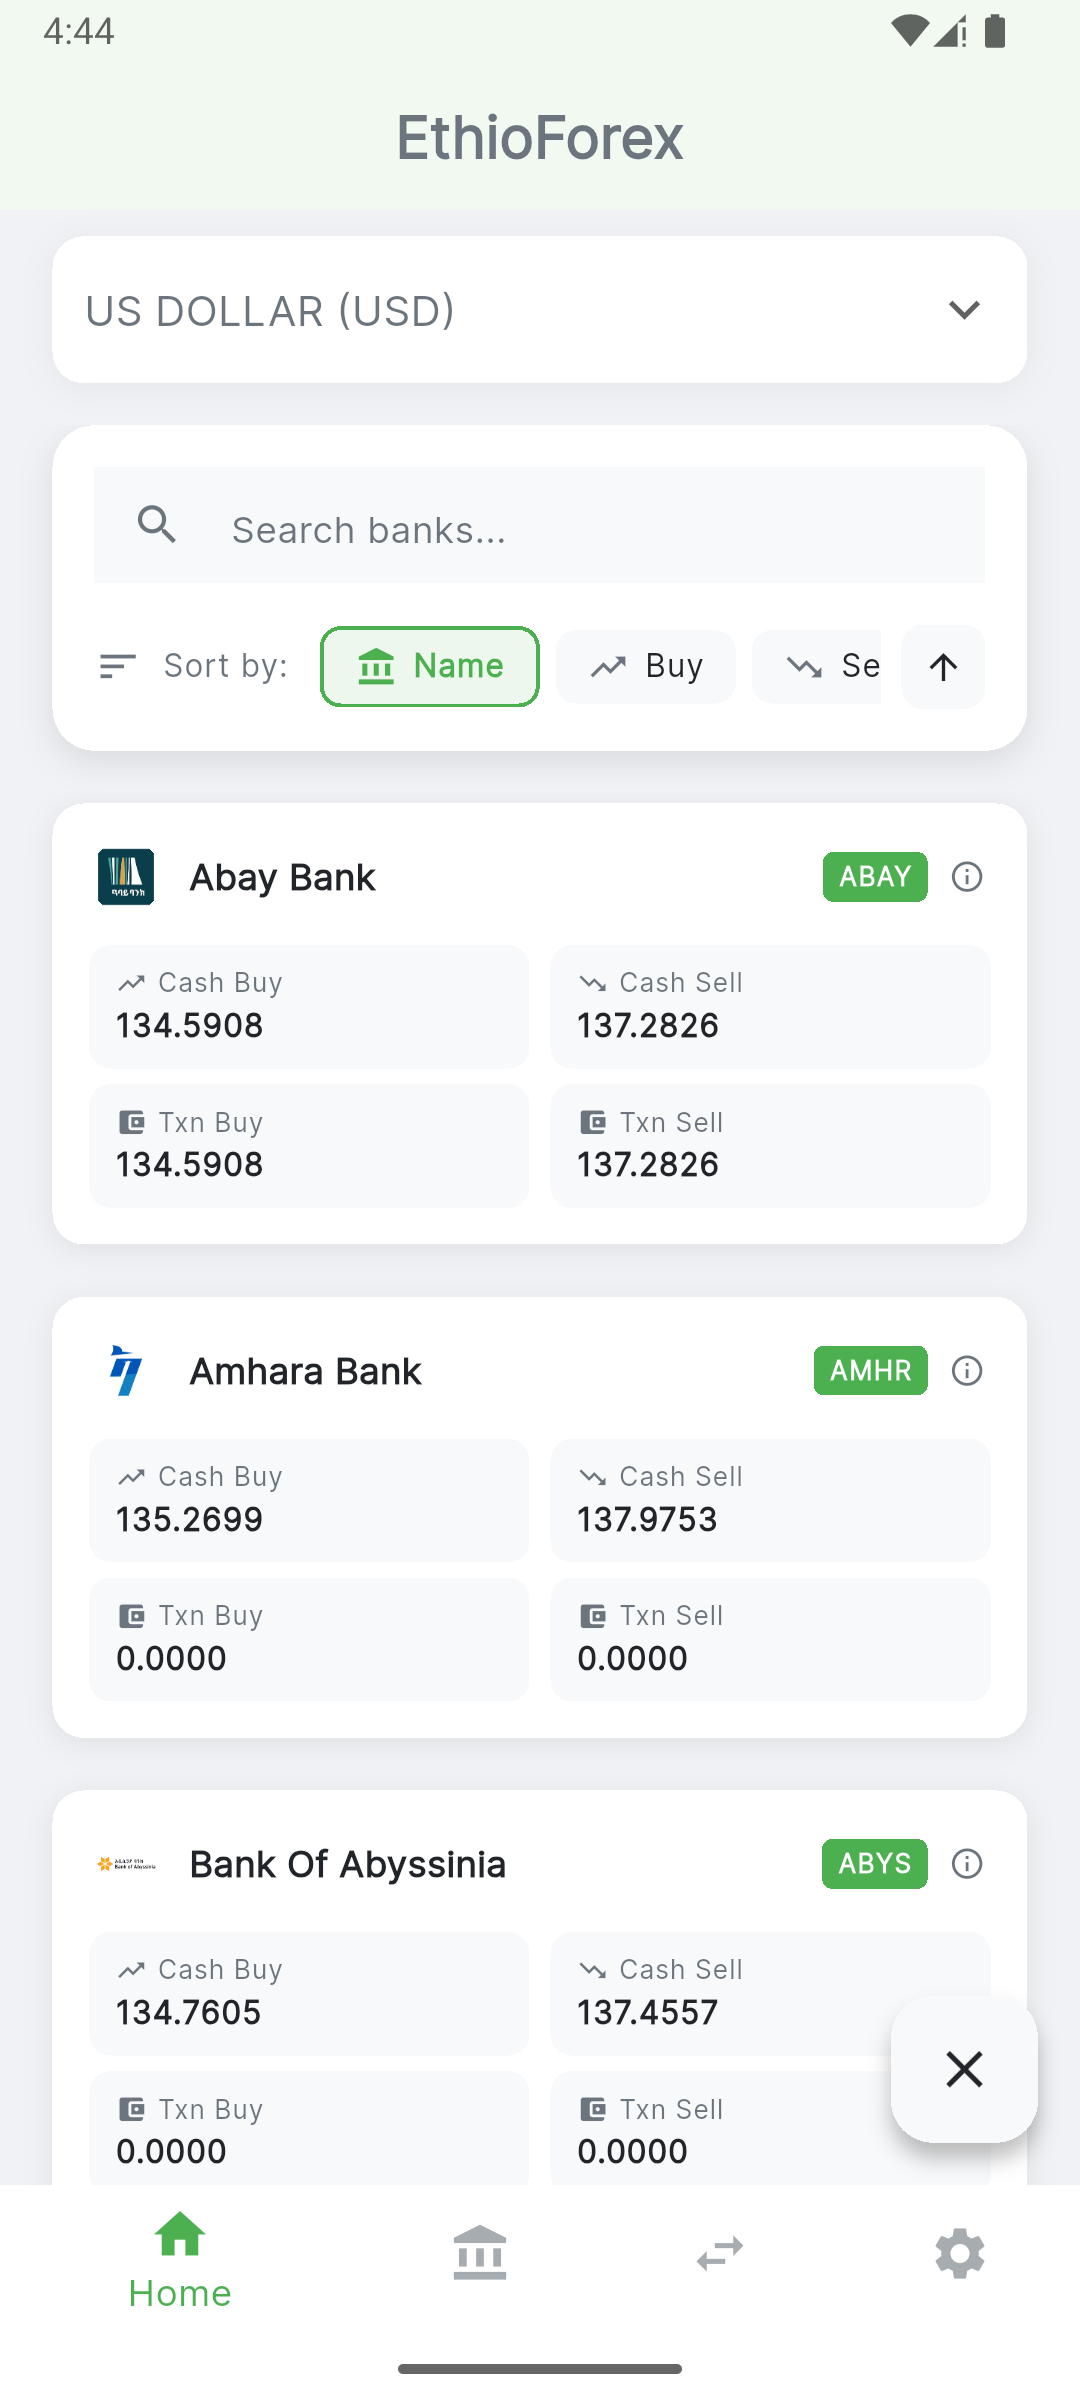 4:44
EthioForex
US DOLLAR (USD)
Search banks...
Sort by:
Name
Buy
Se
Abay Bank
ABAY
Cash Buy
134.5908
Cash Sell
137.2826
Txn Buy
134.5908
Txn Sell
137.2826
Amhara Bank
AMHR
Cash Buy
135.2699
Cash Sell
137.9753
Txn Buy
0.0000
Txn Sell
0.0000
Bank of Abyssinia
Bank Of Abyssinia
ABYS
Cash Buy
134.7605
Cash Sell
137.4557
Txn Buy
0.0000
Txn Sell
0.0000
Home